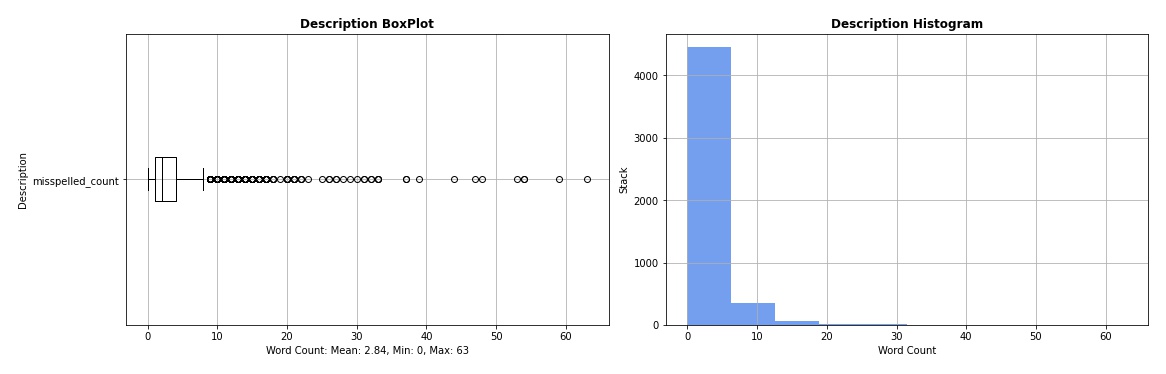 Description BoxPlot
Description
misspelled_count
0 10 20 30 40 50 60
Word Count: Mean: 2.84, Min: 0, Max: 63
Description Histogram
Stack
4000
3000
2000
1000
0
0 10 20 30 40 50 60
Word Count